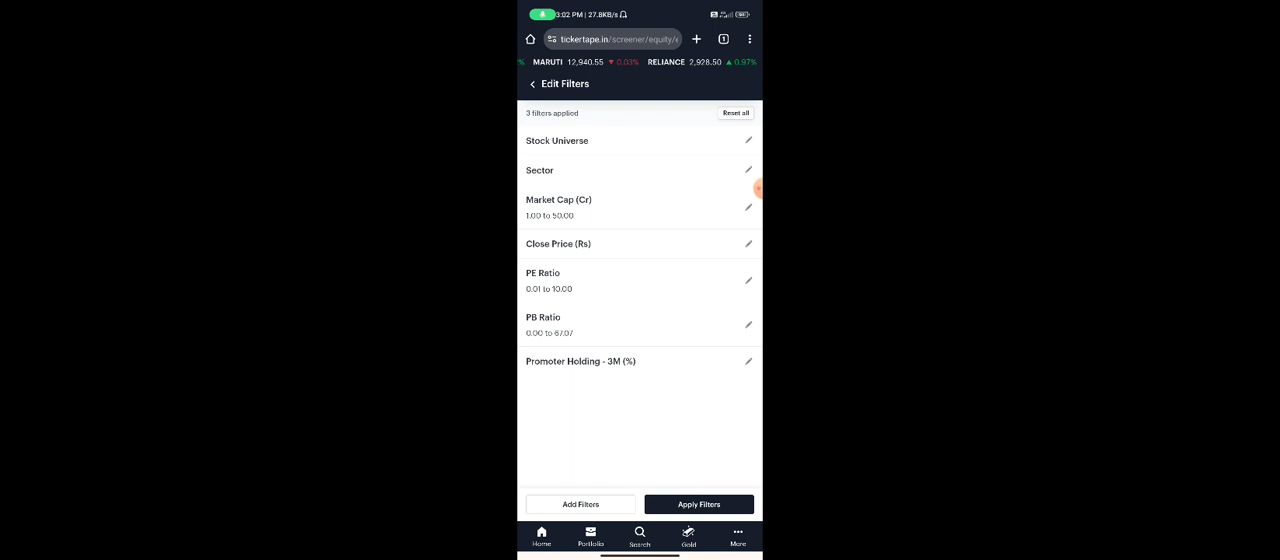 3:02 PM | 27.8KB/s
tickertape.in/screener/equity/e
1
% MARUTI 12,940.55 ▼ 0.03% RELIANCE 2,928.50 ▲ 0.97%
Edit Filters
3 filters applied
Reset all
Stock Universe
Sector
Market Cap (Cr)
1.00 to 50.00
Close Price (Rs)
PE Ratio
0.01 to 10.00
PB Ratio
0.00 to 67.07
Promoter Holding - 3M (%)
Add Filters
Apply Filters
Home
Portfolio
Search
Gold
More